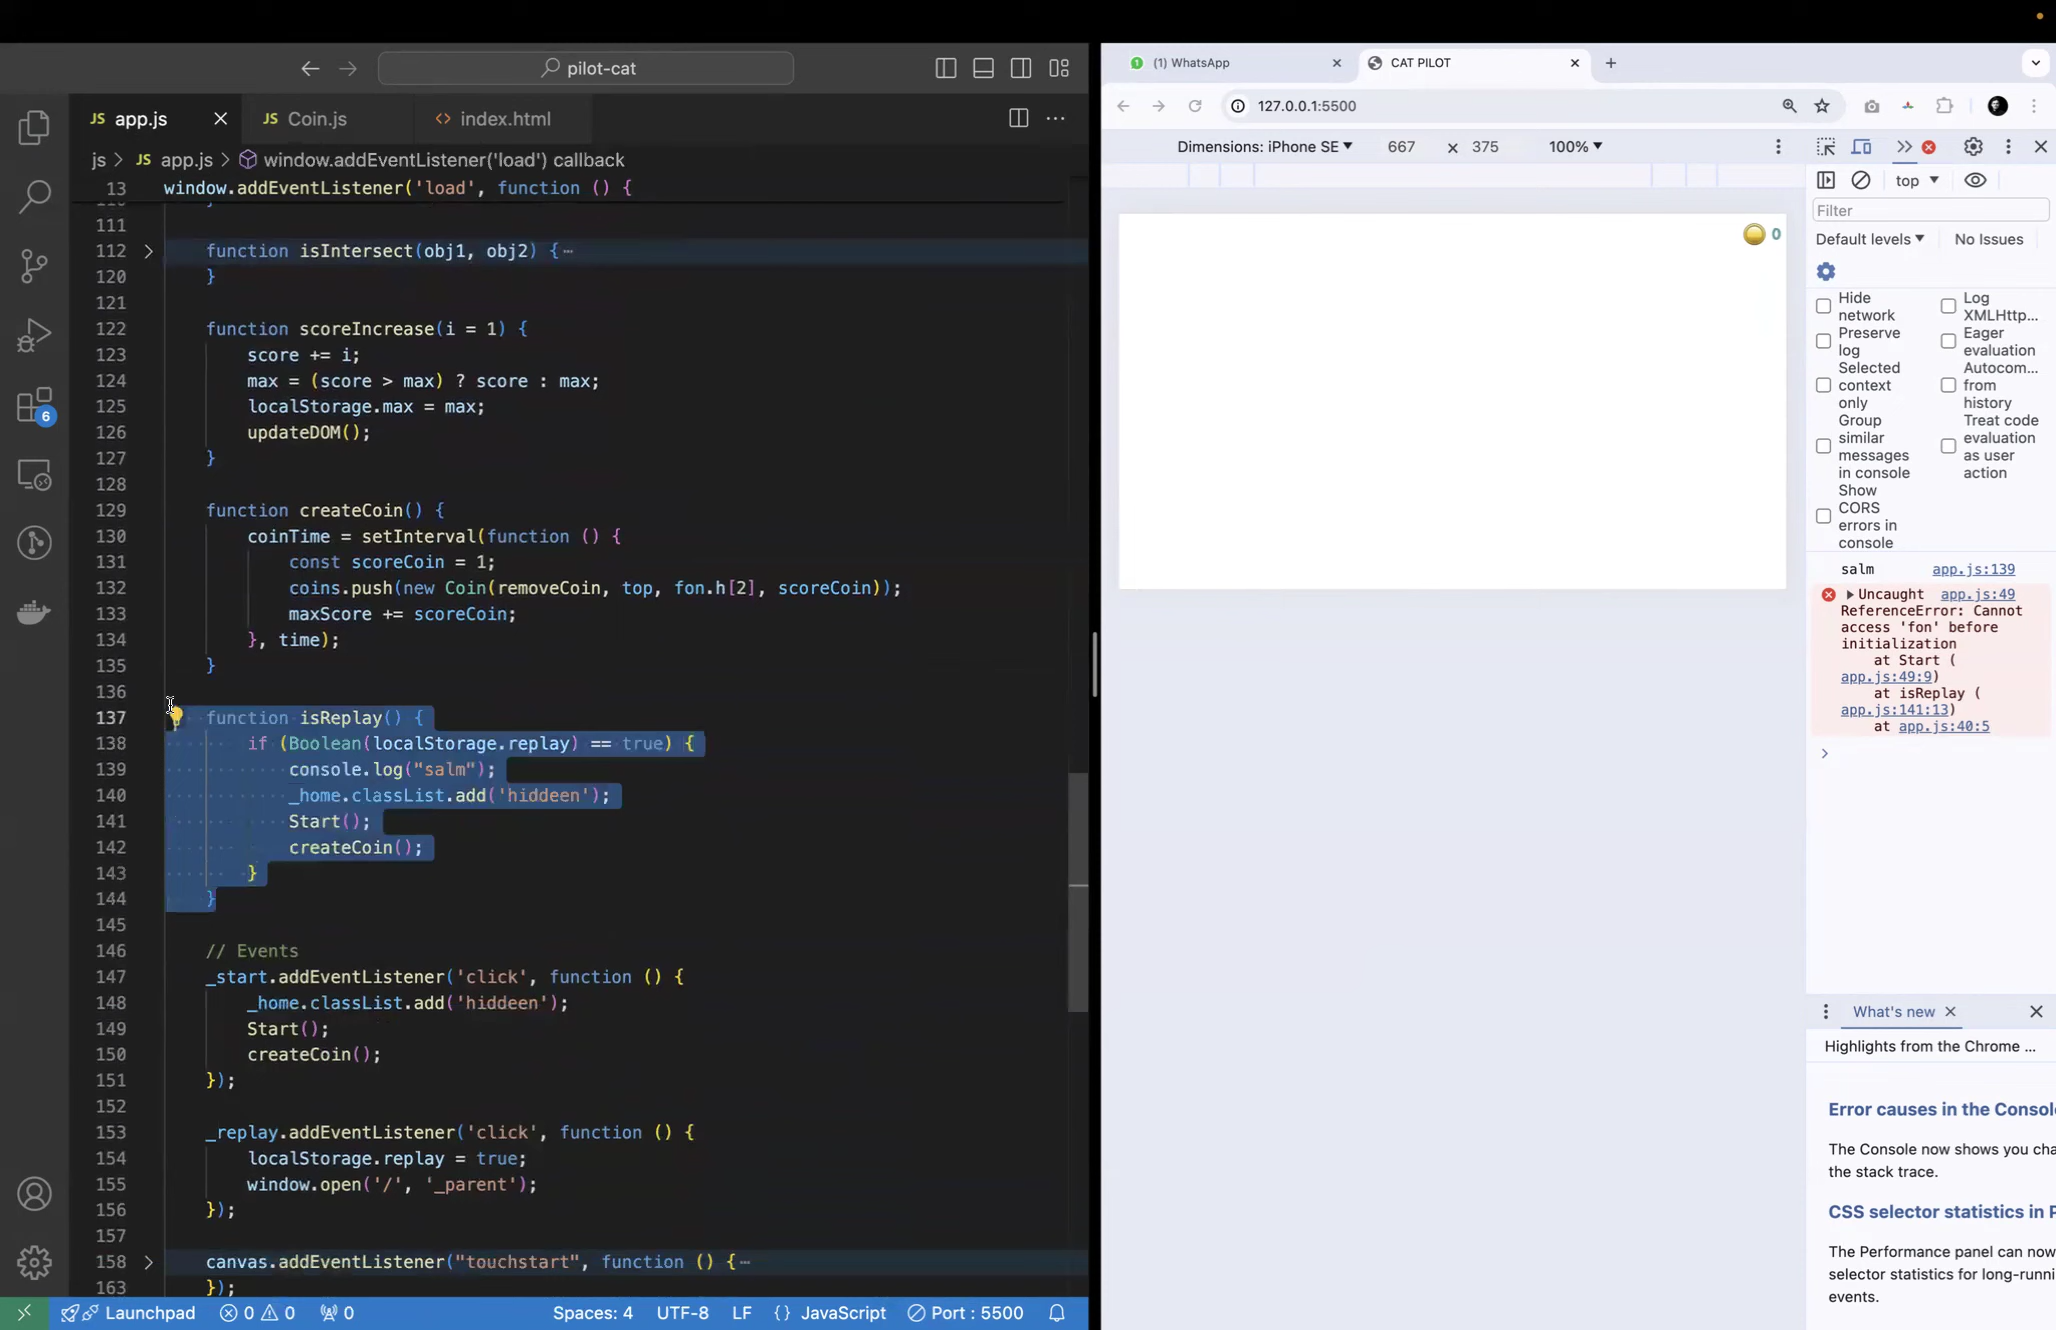 pilot-cat
JS app.js
JS Coin.js
<> index.html
js > JS app.js > window.addEventListener('load') callback
13 window.addEventListener('load', function () {
111
112 function isIntersect(obj1, obj2) {⋯
120 }
121
122 function scoreIncrease(i = 1) {
123 score += i;
124 max = (score > max) ? score : max;
125 localStorage.max = max;
126 updateDOM();
127 }
128
129 function createCoin() {
130 coinTime = setInterval(function () {
131 const scoreCoin = 1;
132 coins.push(new Coin(removeCoin, top, fon.h[2], scoreCoin));
133 maxScore += scoreCoin;
134 }, time);
135 }
136
137 function isReplay() {
138 if (Boolean(localStorage.replay) == true) {
139 console.log("salm");
140 _home.classList.add('hiddeen');
141 Start();
142 createCoin();
143 }
144 }
145
146 // Events
147 _start.addEventListener('click', function () {
148 _home.classList.add('hiddeen');
149 Start();
150 createCoin();
151 });
152
153 _replay.addEventListener('click', function () {
154 localStorage.replay = true;
155 window.open('/', '_parent');
156 });
157
158 canvas.addEventListener("touchstart", function () {⋯
163 });
6
Launchpad 0 0 0 Spaces: 4 UTF-8 LF {} JavaScript Port : 5500
1 (1) WhatsApp
CAT PILOT
127.0.0.1:5500
Dimensions: iPhone SE 667 × 375 100%
0
top
Filter
Default levels No Issues
Hide network
Log XMLHttp...
Preserve log
Eager evaluation
Selected context only
Autocom... from history
Group similar messages in console
Treat code evaluation as user action
Show CORS errors in console
salm app.js:139
Uncaught app.js:49
ReferenceError: Cannot
access 'fon' before
initialization
at Start (
app.js:49:9)
at isReplay (
app.js:141:13)
at app.js:40:5
What's new
Highlights from the Chrome ...
Error causes in the Consol
The Console now shows you cha
the stack trace.
CSS selector statistics in P
The Performance panel can now
selector statistics for long-runni
events.